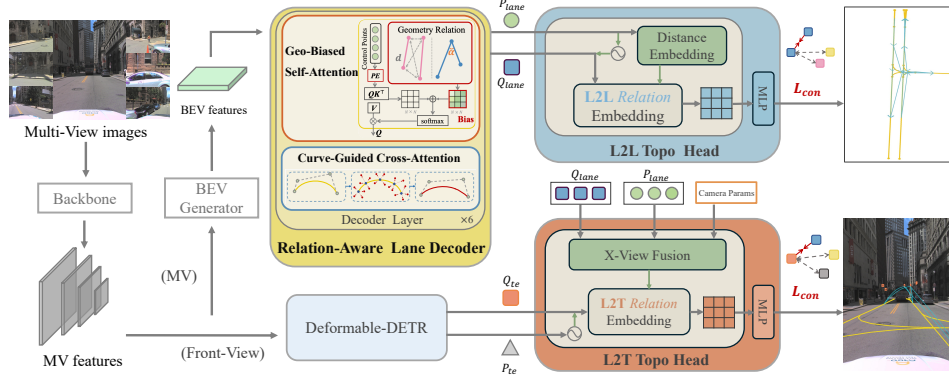 Multi-View images
Backbone
MV features
BEV features
BEV
Generator
(MV)
(Front-View)
Geo-Biased
Self-Attention
Control Points
PE
QKᵀ
V
Q
softmax
Bias
Geometry Relation
d
α
Curve-Guided Cross-Attention
Decoder Layer
×6
Relation-Aware Lane Decoder
Deformable-DETR
P_lane
Q_lane
Distance
Embedding
L2L Relation
Embedding
MLP
L2L Topo Head
L_con
Q_lane
P_lane
Camera Params
X-View Fusion
Q_te
P_te
L2T Relation
Embedding
MLP
L2T Topo Head
L_con